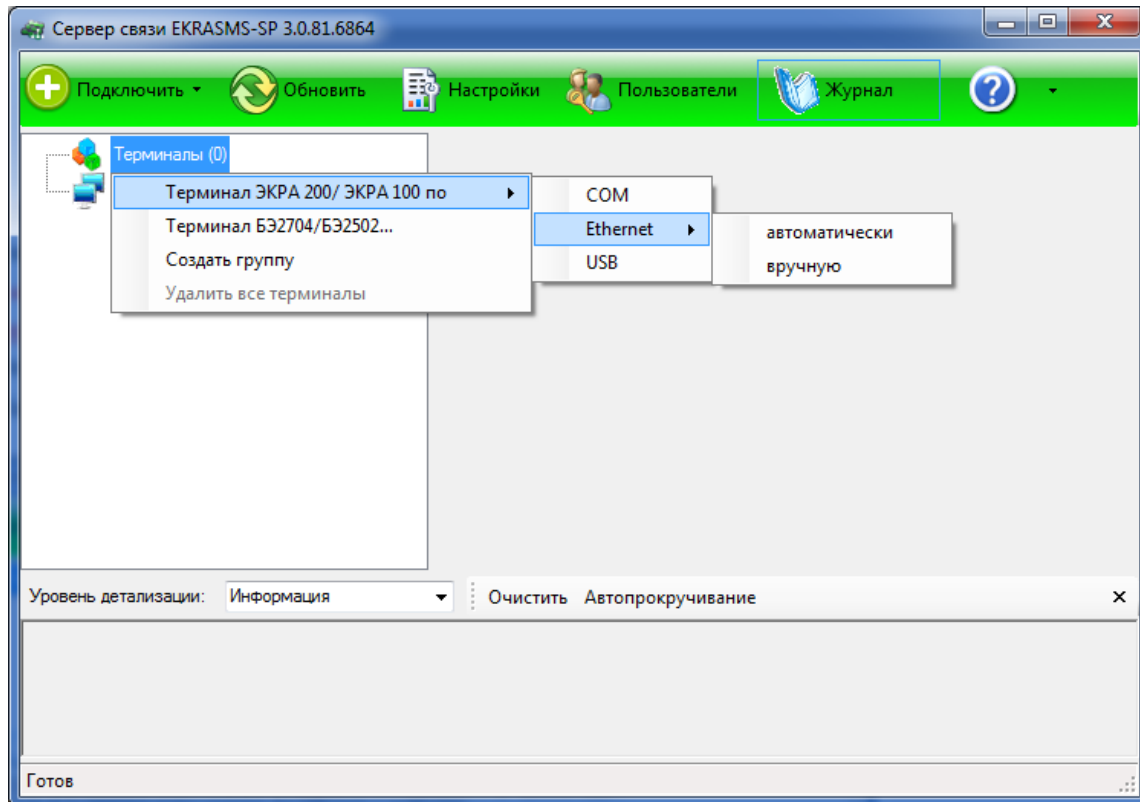 Сервер связи EKRASMS-SP 3.0.81.6864
Подключить Обновить Настройки Пользователи Журнал
Терминалы (0)
Терминал ЭКРА 200/ ЭКРА 100 по
Терминал БЭ2704/БЭ2502...
Создать группу
Удалить все терминалы
COM
Ethernet
USB
автоматически
вручную
Уровень детализации: Информация Очистить Автопрокручивание
Готов